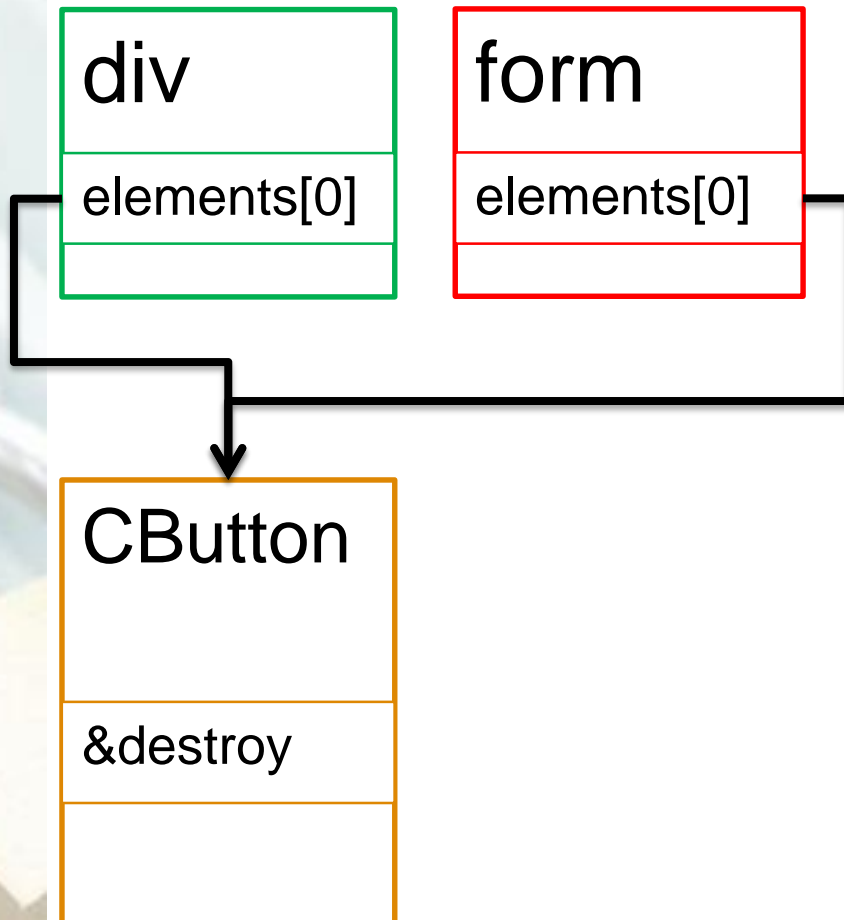 div
elements[0]
form
elements[0]
CButton
&destroy